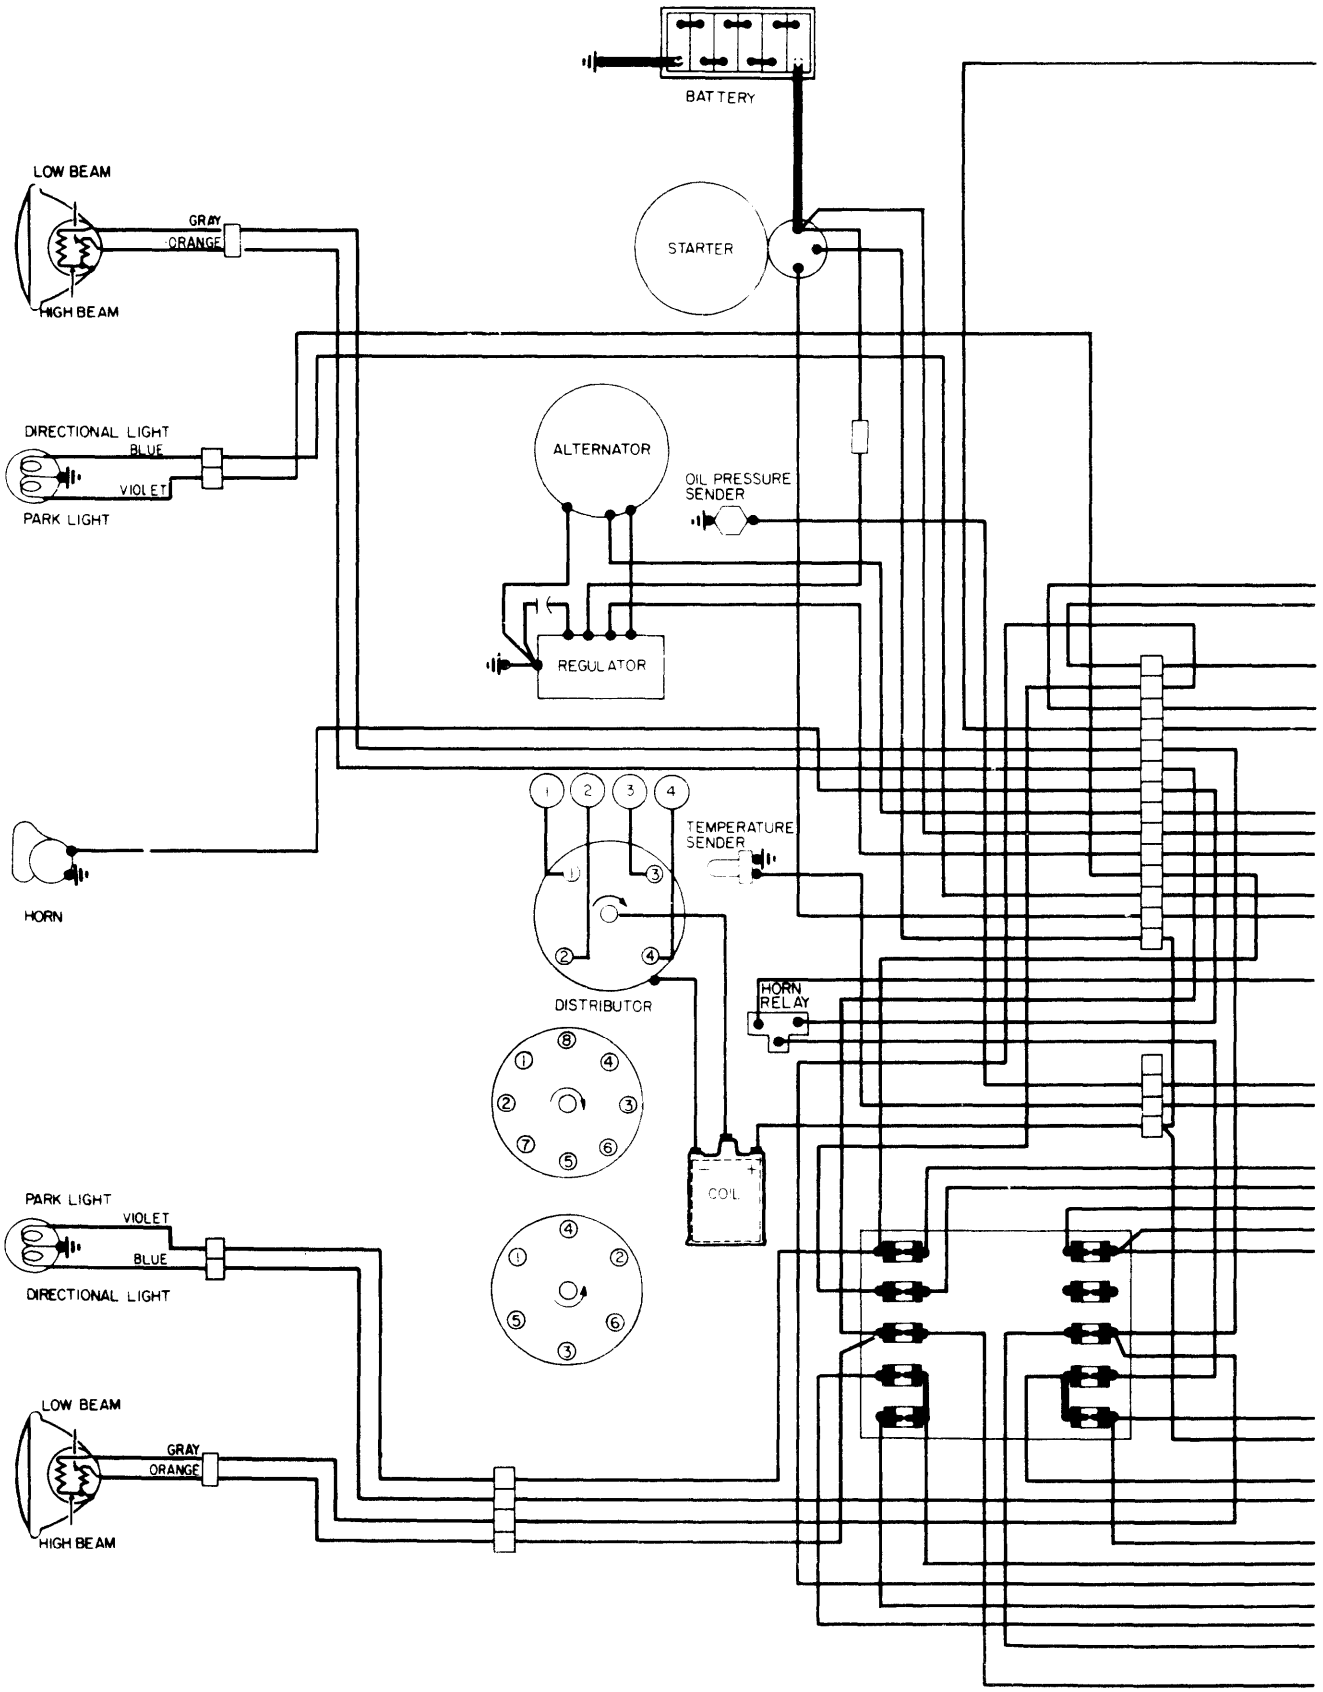 BATTERY
LOW BEAM
GRAY
ORANGE
HIGH BEAM
STARTER
DIRECTIONAL LIGHT
BLUE
VIOLET
PARK LIGHT
ALTERNATOR
OIL PRESSURE
SENDER
REGULATOR
1 2 3 4
TEMPERATURE
SENDER
1 3
2 4
HORN
DISTRIBUTOR
HORN
RELAY
8
1 4
2 3
7 6
5
- +
COIL
PARK LIGHT
VIOLET
BLUE
DIRECTIONAL LIGHT
4
1 2
5 6
3
LOW BEAM
GRAY
ORANGE
HIGH BEAM